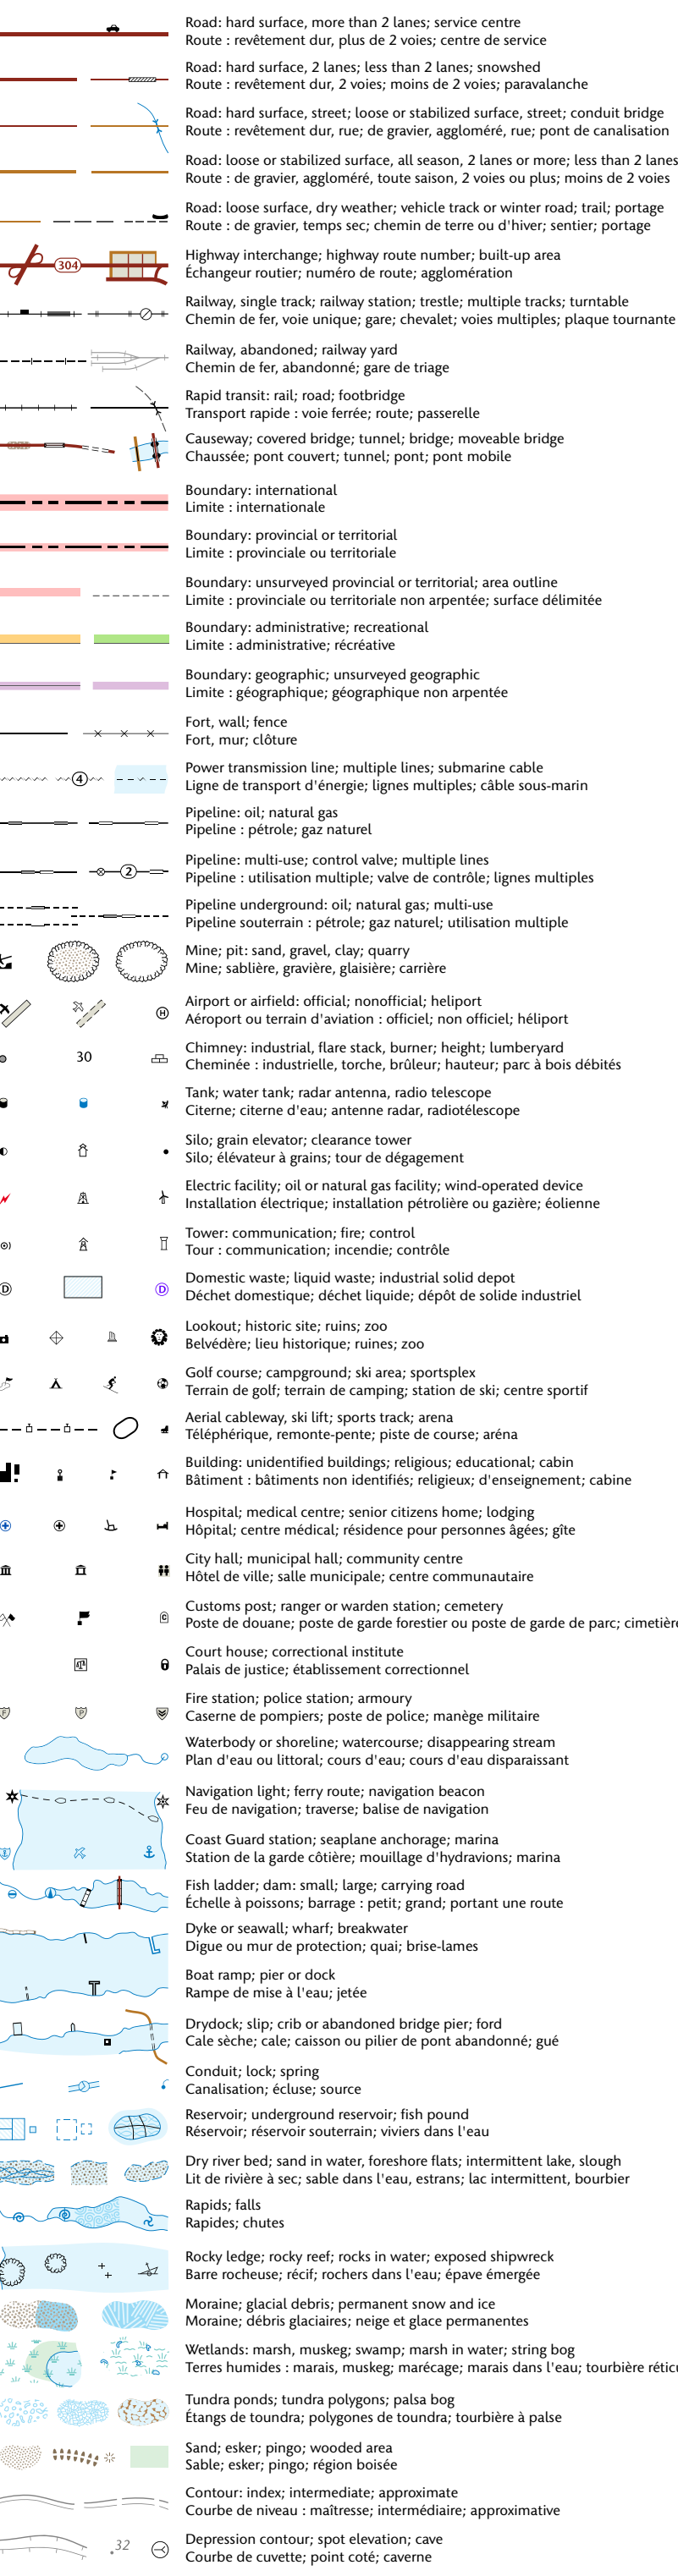 Road: hard surface, more than 2 lanes; service centre
Route : revêtement dur, plus de 2 voies; centre de service
Road: hard surface, 2 lanes; less than 2 lanes; snowshed
Route : revêtement dur, 2 voies; moins de 2 voies; paravalanche
Road: hard surface, street; loose or stabilized surface, street; conduit bridge
Route : revêtement dur, rue; de gravier, aggloméré, rue; pont de canalisation
Road: loose or stabilized surface, all season, 2 lanes or more; less than 2 lanes
Route : de gravier, aggloméré, toute saison, 2 voies ou plus; moins de 2 voies
Road: loose surface, dry weather; vehicle track or winter road; trail; portage
Route : de gravier, temps sec; chemin de terre ou d'hiver; sentier; portage
304
Highway interchange; highway route number; built-up area
Échangeur routier; numéro de route; agglomération
Railway, single track; railway station; trestle; multiple tracks; turntable
Chemin de fer, voie unique; gare; chevalet; voies multiples; plaque tournante
Railway, abandoned; railway yard
Chemin de fer, abandonné; gare de triage
Rapid transit: rail; road; footbridge
Transport rapide : voie ferrée; route; passerelle
Causeway; covered bridge; tunnel; bridge; moveable bridge
Chaussée; pont couvert; tunnel; pont; pont mobile
Boundary: international
Limite : internationale
Boundary: provincial or territorial
Limite : provinciale ou territoriale
Boundary: unsurveyed provincial or territorial; area outline
Limite : provinciale ou territoriale non arpentée; surface délimitée
Boundary: administrative; recreational
Limite : administrative; récréative
Boundary: geographic; unsurveyed geographic
Limite : géographique; géographique non arpentée
Fort, wall; fence
Fort, mur; clôture
4
Power transmission line; multiple lines; submarine cable
Ligne de transport d'énergie; lignes multiples; câble sous-marin
Pipeline: oil; natural gas
Pipeline : pétrole; gaz naturel
2
Pipeline: multi-use; control valve; multiple lines
Pipeline : utilisation multiple; valve de contrôle; lignes multiples
Pipeline underground: oil; natural gas; multi-use
Pipeline souterrain : pétrole; gaz naturel; utilisation multiple
Mine; pit: sand, gravel, clay; quarry
Mine; sablière, gravière, glaisière; carrière
H
Airport or airfield: official; nonofficial; heliport
Aéroport ou terrain d'aviation : officiel; non officiel; héliport
30
Chimney: industrial, flare stack, burner; height; lumberyard
Cheminée : industrielle, torche, brûleur; hauteur; parc à bois débités
Tank; water tank; radar antenna, radio telescope
Citerne; citerne d'eau; antenne radar, radiotélescope
Silo; grain elevator; clearance tower
Silo; élévateur à grains; tour de dégagement
Electric facility; oil or natural gas facility; wind-operated device
Installation électrique; installation pétrolière ou gazière; éolienne
Tower: communication; fire; control
Tour : communication; incendie; contrôle
D D
Domestic waste; liquid waste; industrial solid depot
Déchet domestique; déchet liquide; dépôt de solide industriel
Lookout; historic site; ruins; zoo
Belvédère; lieu historique; ruines; zoo
Golf course; campground; ski area; sportsplex
Terrain de golf; terrain de camping; station de ski; centre sportif
Aerial cableway, ski lift; sports track; arena
Téléphérique, remonte-pente; piste de course; aréna
Building: unidentified buildings; religious; educational; cabin
Bâtiment : bâtiments non identifiés; religieux; d'enseignement; cabine
Hospital; medical centre; senior citizens home; lodging
Hôpital; centre médical; résidence pour personnes âgées; gîte
City hall; municipal hall; community centre
Hôtel de ville; salle municipale; centre communautaire
C
Customs post; ranger or warden station; cemetery
Poste de douane; poste de garde forestier ou poste de garde de parc; cimetière
Court house; correctional institute
Palais de justice; établissement correctionnel
F P
Fire station; police station; armoury
Caserne de pompiers; poste de police; manège militaire
Waterbody or shoreline; watercourse; disappearing stream
Plan d'eau ou littoral; cours d'eau; cours d'eau disparaissant
Navigation light; ferry route; navigation beacon
Feu de navigation; traverse; balise de navigation
Coast Guard station; seaplane anchorage; marina
Station de la garde côtière; mouillage d'hydravions; marina
Fish ladder; dam: small; large; carrying road
Échelle à poissons; barrage : petit; grand; portant une route
Dyke or seawall; wharf; breakwater
Digue ou mur de protection; quai; brise-lames
Boat ramp; pier or dock
Rampe de mise à l'eau; jetée
Drydock; slip; crib or abandoned bridge pier; ford
Cale sèche; cale; caisson ou pilier de pont abandonné; gué
Conduit; lock; spring
Canalisation; écluse; source
Reservoir; underground reservoir; fish pound
Réservoir; réservoir souterrain; viviers dans l'eau
Dry river bed; sand in water, foreshore flats; intermittent lake, slough
Lit de rivière à sec; sable dans l'eau, estrans; lac intermittent, bourbier
Rapids; falls
Rapides; chutes
Rocky ledge; rocky reef; rocks in water; exposed shipwreck
Barre rocheuse; récif; rochers dans l'eau; épave émergée
Moraine; glacial debris; permanent snow and ice
Moraine; débris glaciaires; neige et glace permanentes
Wetlands: marsh, muskeg; swamp; marsh in water; string bog
Terres humides : marais, muskeg; marécage; marais dans l'eau; tourbière réticu
Tundra ponds; tundra polygons; palsa bog
Étangs de toundra; polygones de toundra; tourbière à palse
Sand; esker; pingo; wooded area
Sable; esker; pingo; région boisée
Contour: index; intermediate; approximate
Courbe de niveau : maîtresse; intermédiaire; approximative
.32
Depression contour; spot elevation; cave
Courbe de cuvette; point coté; caverne